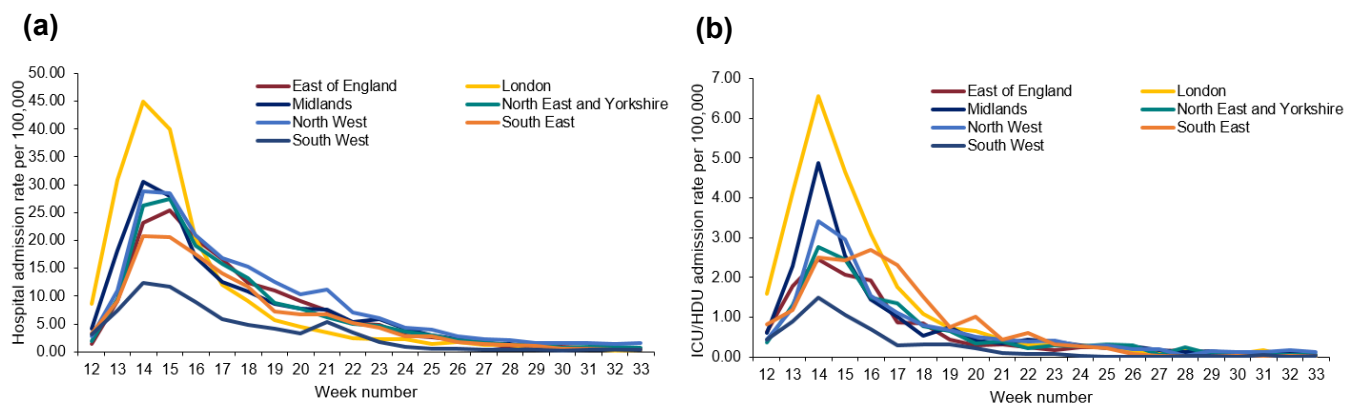 (a)
Hospital admission rate per 100,000
50.00
45.00
40.00
35.00
30.00
25.00
20.00
15.00
10.00
5.00
0.00
East of England London
Midlands North East and Yorkshire
North West South East
South West
12 13 14 15 16 17 18 19 20 21 22 23 24 25 26 27 28 29 30 31 32 33
Week number
(b)
ICU/HDU admission rate per 100,000
7.00
6.00
5.00
4.00
3.00
2.00
1.00
0.00
East of England London
Midlands North East and Yorkshire
North West South East
South West
12 13 14 15 16 17 18 19 20 21 22 23 24 25 26 27 28 29 30 31 32 33
Week number